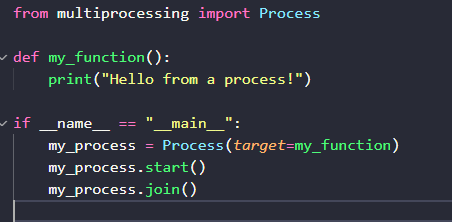 from multiprocessing import Process
def my_function():
    print("Hello from a process!")
if __name__ == "__main__":
    my_process = Process(target=my_function)
    my_process.start()
    my_process.join()